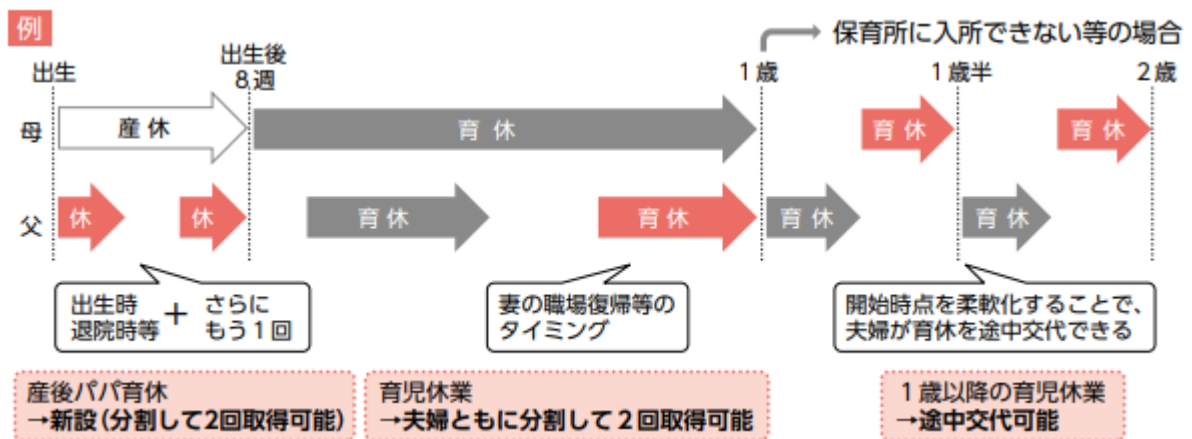 例
保育所に入所できない等の場合
出生
出生後
8週
1歳
1歳半
2歳
母
産休
育休
育休
育休
父
休
休
育休
育休
育休
育休
出生時
退院時等
+
さらに
もう1回
妻の職場復帰等の
タイミング
開始時点を柔軟化することで、
夫婦が育休を途中交代できる
産後パパ育休
→新設(分割して2回取得可能)
育児休業
→夫婦ともに分割して2回取得可能
1歳以降の育児休業
→途中交代可能